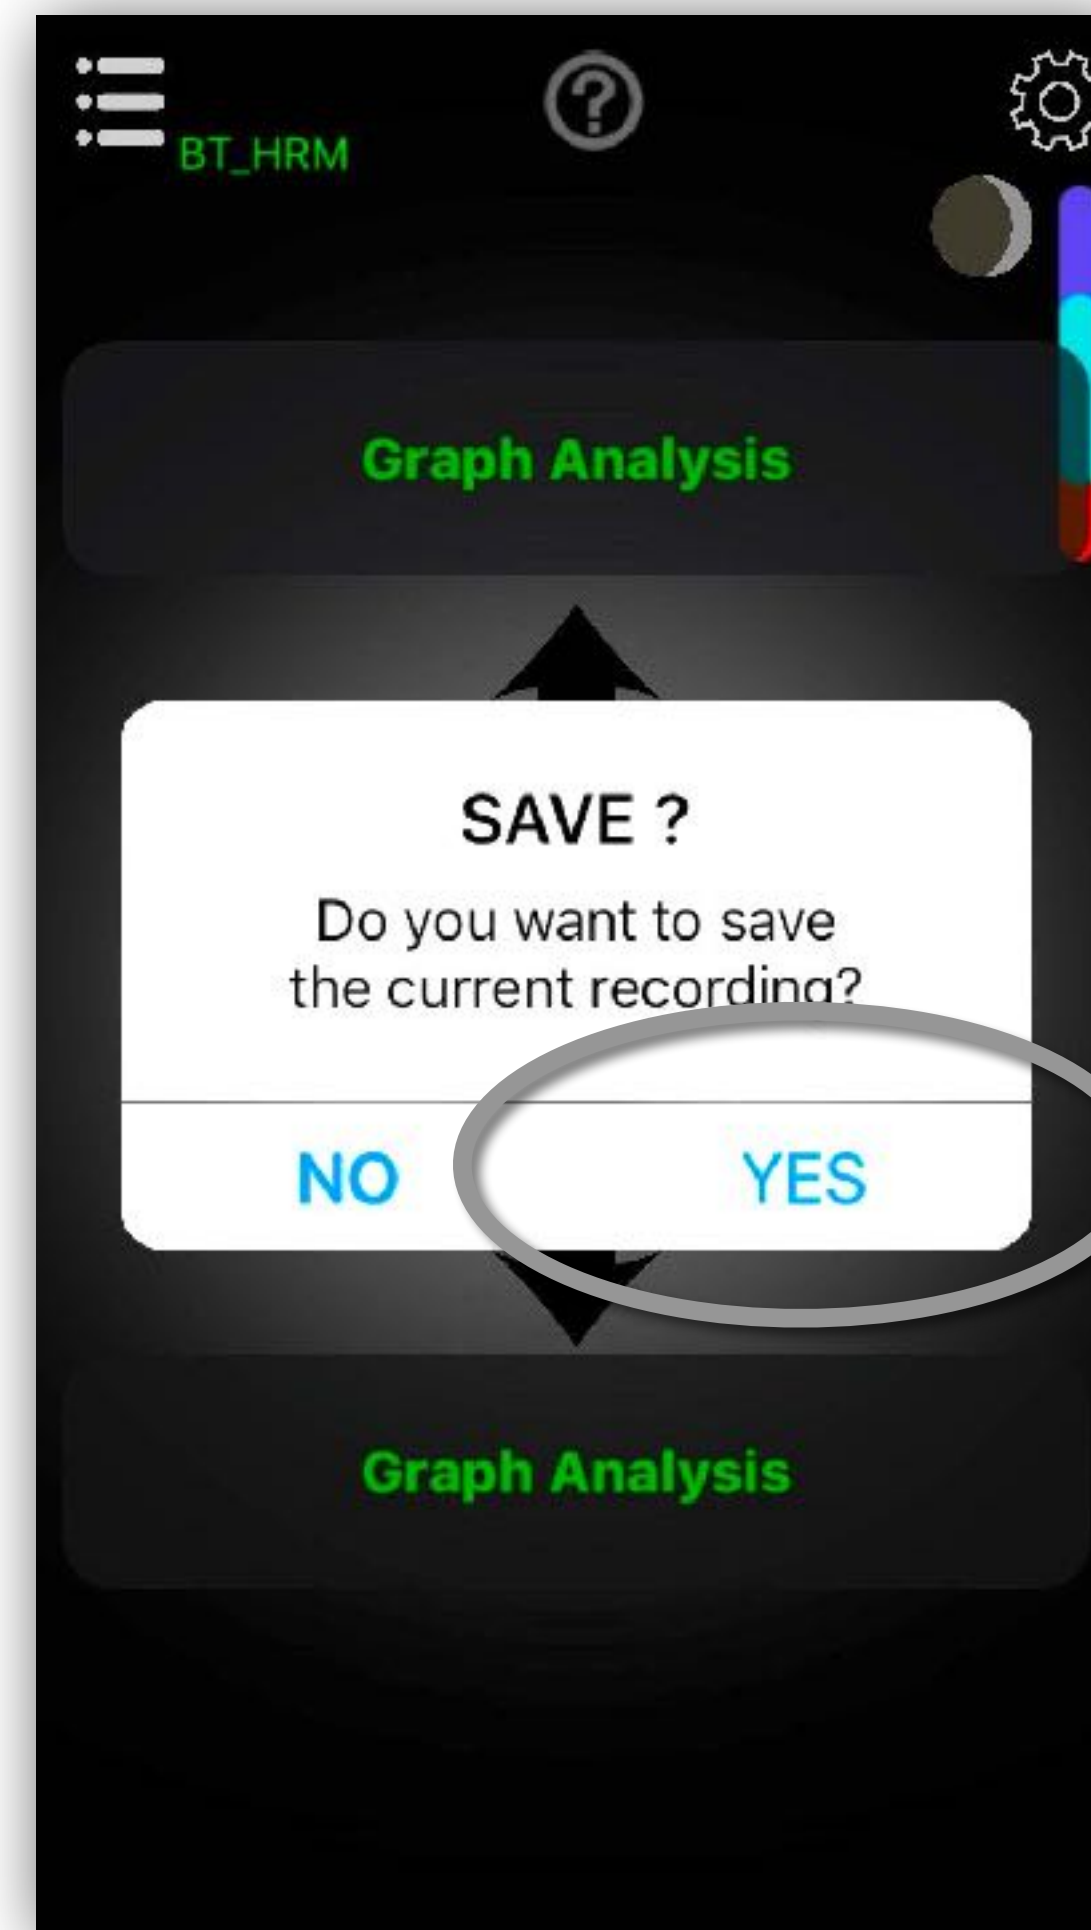 ?
BT_HRM
Graph Analysis
SAVE ?
Do you want to save
the current recording?
NO
YES
Graph Analysis